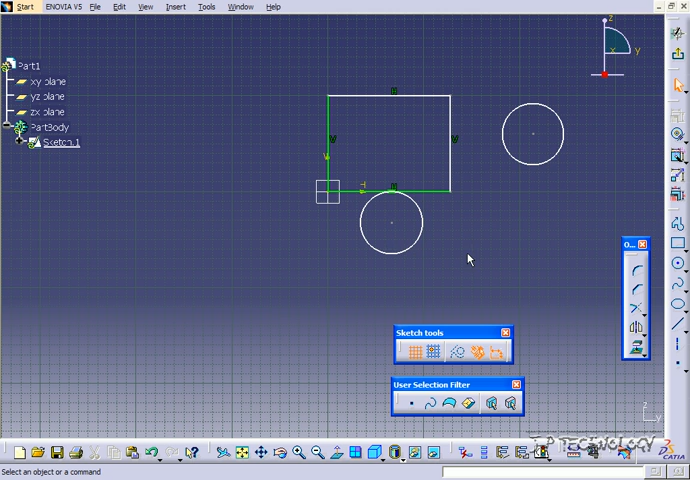 Start ENOVIA V5 File Edit View Insert Tools Window Help
z
y
x
Part1
xy plane
yz plane
zx plane
PartBody
Sketch.1
H
V
V
V
H
H
O...
Sketch tools
User Selection Filter
z
y
J.P TECHNOLOGY
CATIA
Select an object or a command